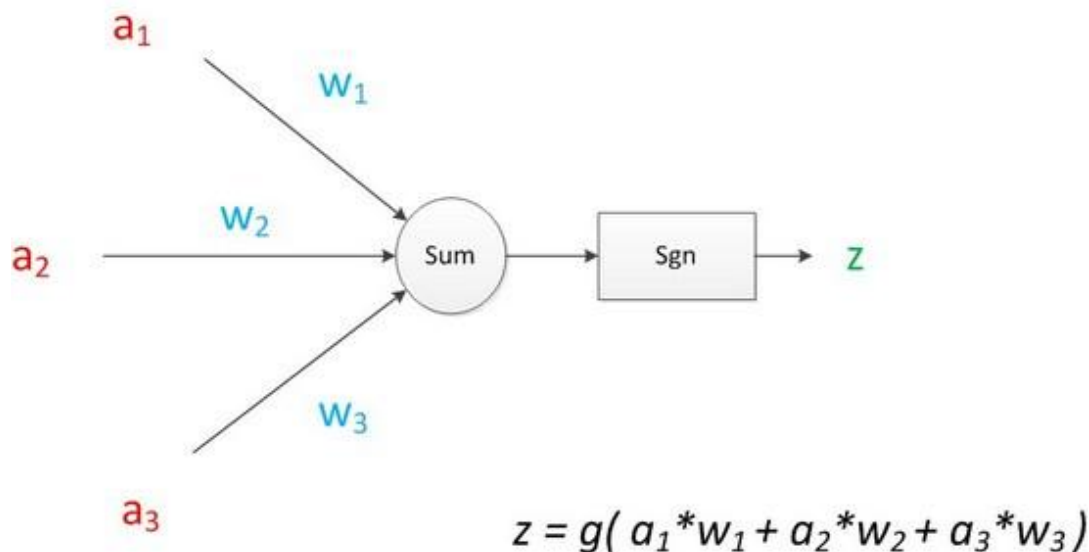 a₁
w₁
w₂
a₂
Sum
Sgn
z
w₃
a₃
z = g( a₁*w₁ + a₂*w₂ + a₃*w₃)